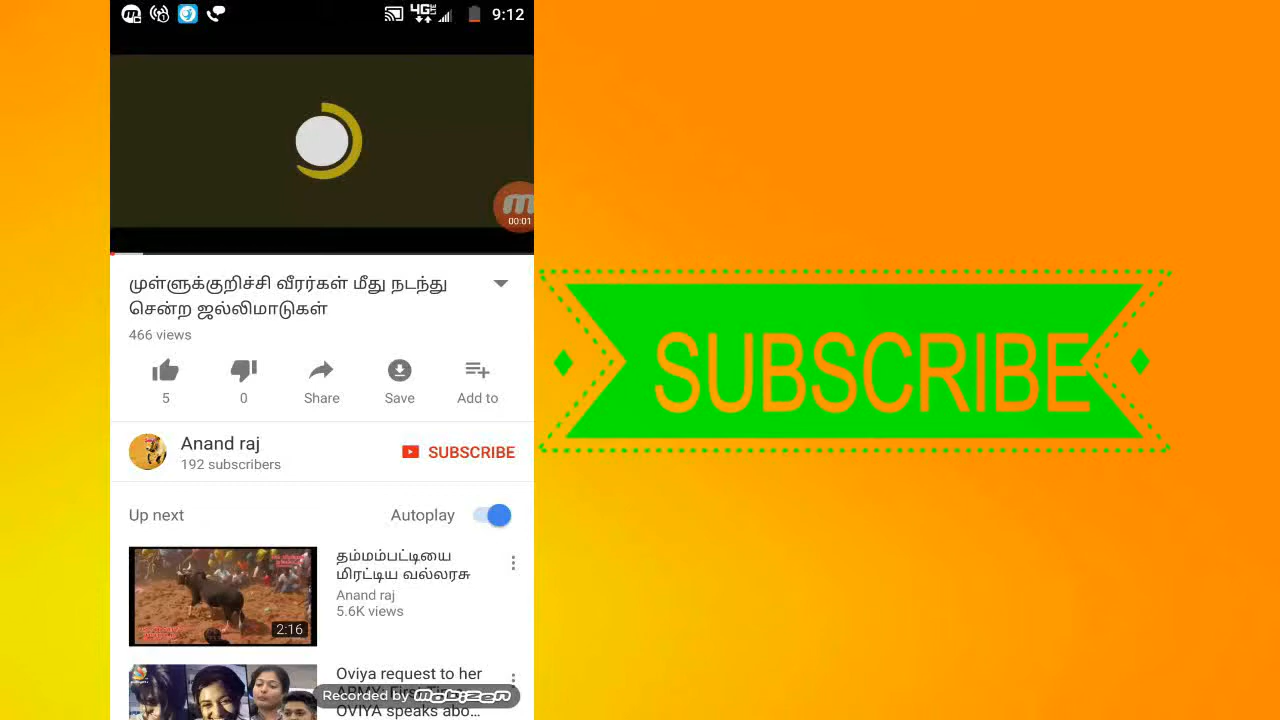 4G LTE 9:12
00:01
முள்ளுக்குறிச்சி வீரர்கள் மீது நடந்து
சென்ற ஜல்லிமாடுகள்
466 views
5
0
Share
Save
Add to
Anand raj
192 subscribers
SUBSCRIBE
Up next
Autoplay
தம்மம்பட்டியை
மிரட்டிய வல்லரசு
Anand raj
5.6K views
2:16
Oviya request to her
OVIYA speaks abo...
Recorded by mobizen
SUBSCRIBE